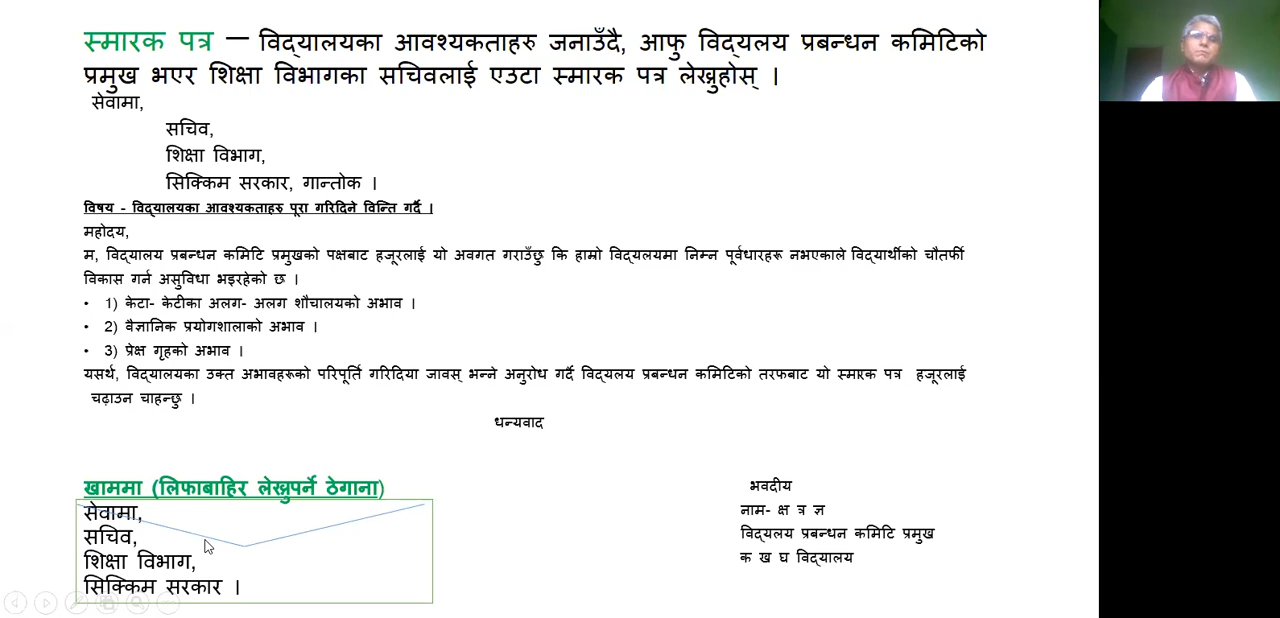 स्मारक पत्र — विद्यालयका आवश्यकताहरु जनाउँदै, आफु विद्यलय प्रबन्धन कमिटिको
प्रमुख भएर शिक्षा विभागका सचिवलाई एउटा स्मारक पत्र लेख्नुहोस् ।
सेवामा,
सचिव,
शिक्षा विभाग,
सिक्किम सरकार, गान्तोक ।
विषय - विद्यालयका आवश्यकताहरु पूरा गरिदिने विन्ति गर्दै ।
महोदय,
म, विद्यालय प्रबन्धन कमिटि प्रमुखको पक्षबाट हजूरलाई यो अवगत गराउँछु कि हाम्रो विद्यलयमा निम्न पूर्वधारहरू नभएकाले विद्यार्थीको चौतर्फी
विकास गर्न असुविधा भइरहेको छ ।
• 1) केटा- केटीका अलग- अलग शौचालयको अभाव ।
• 2) वैज्ञानिक प्रयोगशालाको अभाव ।
• 3) प्रेक्ष गृहको अभाव ।
यसर्थ, विद्यालयका उक्त अभावहरूको परिपूर्ति गरिदिया जावस् भन्ने अनुरोध गर्दै विद्यलय प्रबन्धन कमिटिको तरफबाट यो स्मारक पत्र हजूरलाई
चढ़ाउन चाहन्छु ।
धन्यवाद
खाममा (लिफाबाहिर लेख्नुपर्ने ठेगाना)
सेवामा,
सचिव,
शिक्षा विभाग,
सिक्किम सरकार ।
भवदीय
नाम- क्ष त्र ज्ञ
विद्यलय प्रबन्धन कमिटि प्रमुख
क ख घ विद्यालय